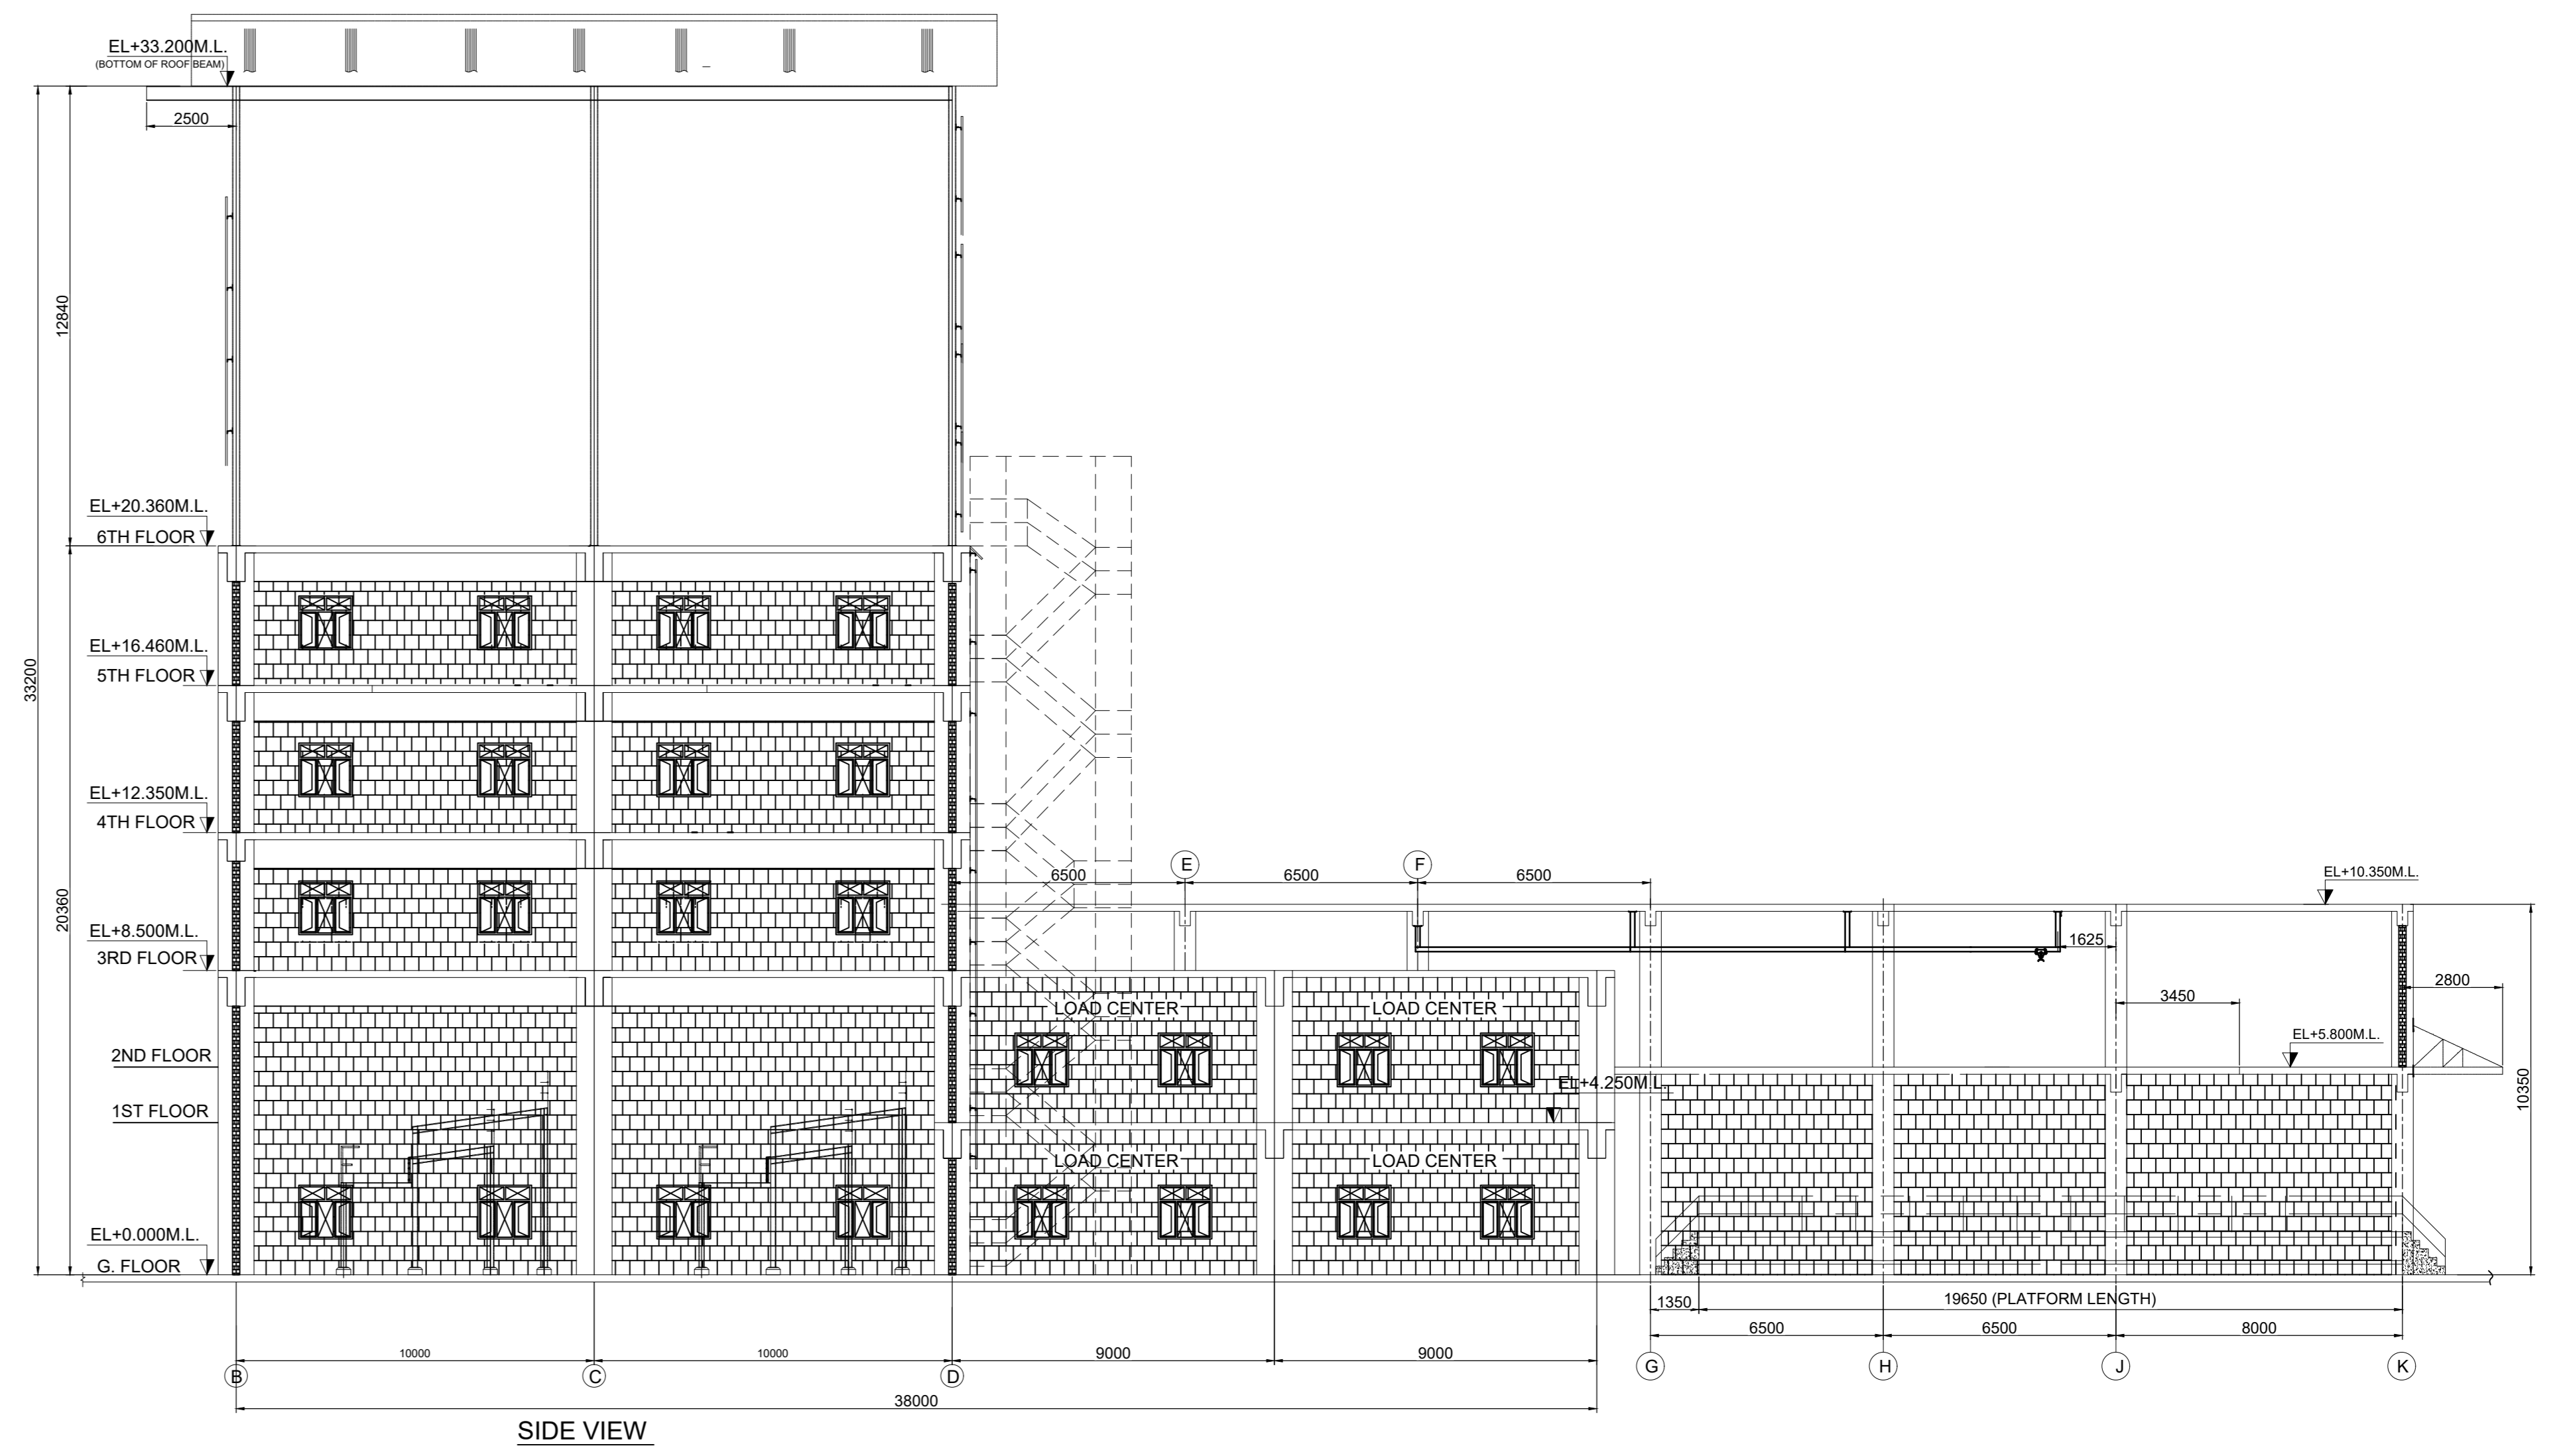 EL+33.200M.L.
(BOTTOM OF ROOF BEAM)
2500
12840
33200
EL+20.360M.L.
6TH FLOOR
EL+16.460M.L.
5TH FLOOR
EL+12.350M.L.
4TH FLOOR
20360
EL+8.500M.L.
3RD FLOOR
2ND FLOOR
1ST FLOOR
EL+0.000M.L.
G. FLOOR
E
F
6500
6500
6500
EL+10.350M.L.
1625
2800
3450
EL+5.800M.L.
10350
LOAD CENTER
LOAD CENTER
EL+4.250M.L.
LOAD CENTER
LOAD CENTER
1350
19650 (PLATFORM LENGTH)
6500
6500
8000
10000
10000
9000
9000
B
C
D
G
H
J
K
38000
SIDE VIEW